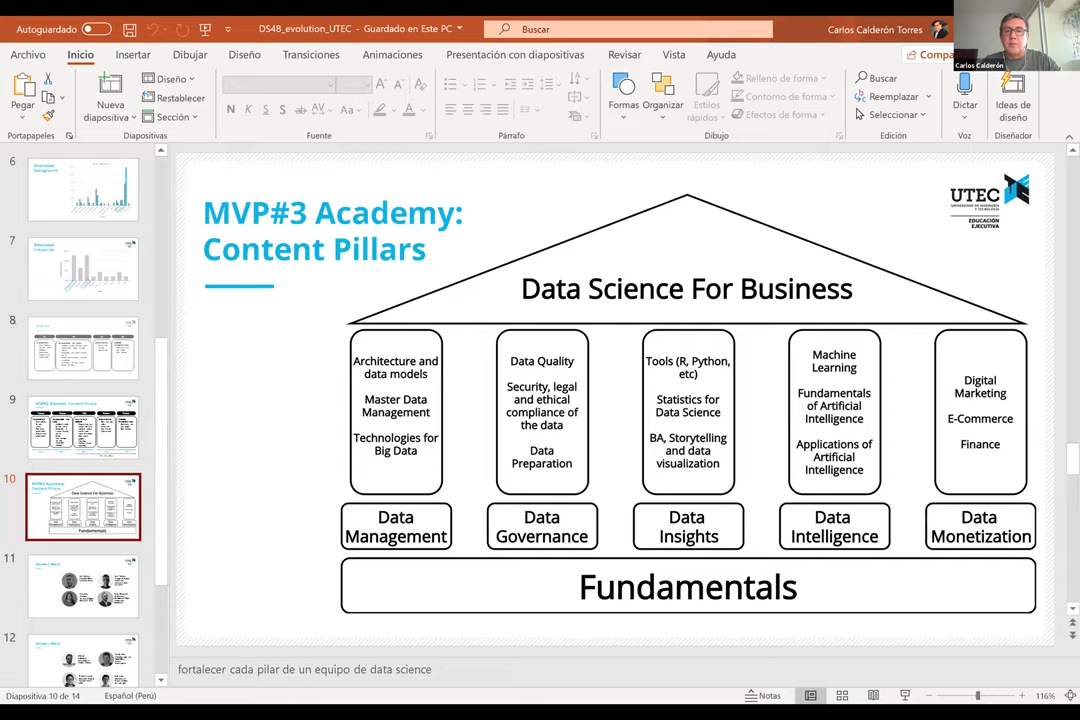 Autoguardado
DS4B_evolution_UTEC - Guardado en Este PC
Buscar
Carlos Calderón Torres
Carlos Calderón
Archivo
Inicio
Insertar
Dibujar
Diseño
Transiciones
Animaciones
Presentación con diapositivas
Revisar
Vista
Ayuda
Pegar
Portapapeles
Nueva
diapositiva
Diseño
Restablecer
Sección
Diapositivas
N K S S ab AV Aa A
Fuente
Párrafo
Formas
Organizar
Estilos
rápidos
Relleno de forma
Contorno de forma
Efectos de forma
Dibujo
Buscar
Reemplazar
Seleccionar
Edición
Dictar
Voz
Ideas de
diseño
Diseñador
6
7
8
9
10
11
12
MVP#3 Academy:
Content Pillars
UTEC
UNIVERSIDAD DE INGENIERÍA
Y TECNOLOGÍA
EDUCACIÓN
EJECUTIVA
Data Science For Business
Architecture and
data models
Master Data
Management
Technologies for
Big Data
Data Quality
Security, legal
and ethical
compliance of
the data
Data
Preparation
Tools (R, Python,
etc)
Statistics for
Data Science
BA, Storytelling
and data
visualization
Machine
Learning
Fundamentals
of Artificial
Intelligence
Applications of
Artificial
Intelligence
Digital
Marketing
E-Commerce
Finance
Data
Management
Data
Governance
Data
Insights
Data
Intelligence
Data
Monetization
Fundamentals
fortalecer cada pilar de un equipo de data science
Diapositiva 10 de 14
Español (Perú)
Notas
116%